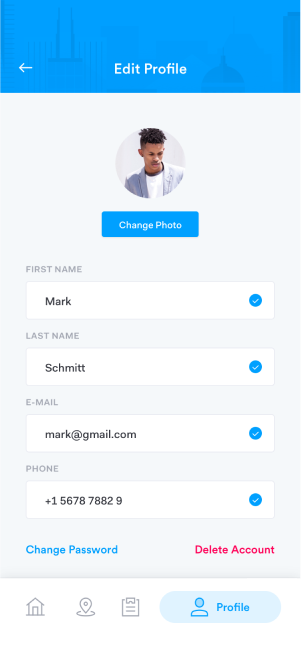 Edit Profile
Change Photo
FIRST NAME
Mark
LAST NAME
Schmitt
E-MAIL
mark@gmail.com
PHONE
+1 5678 7882 9
Change Password Delete Account
Profile